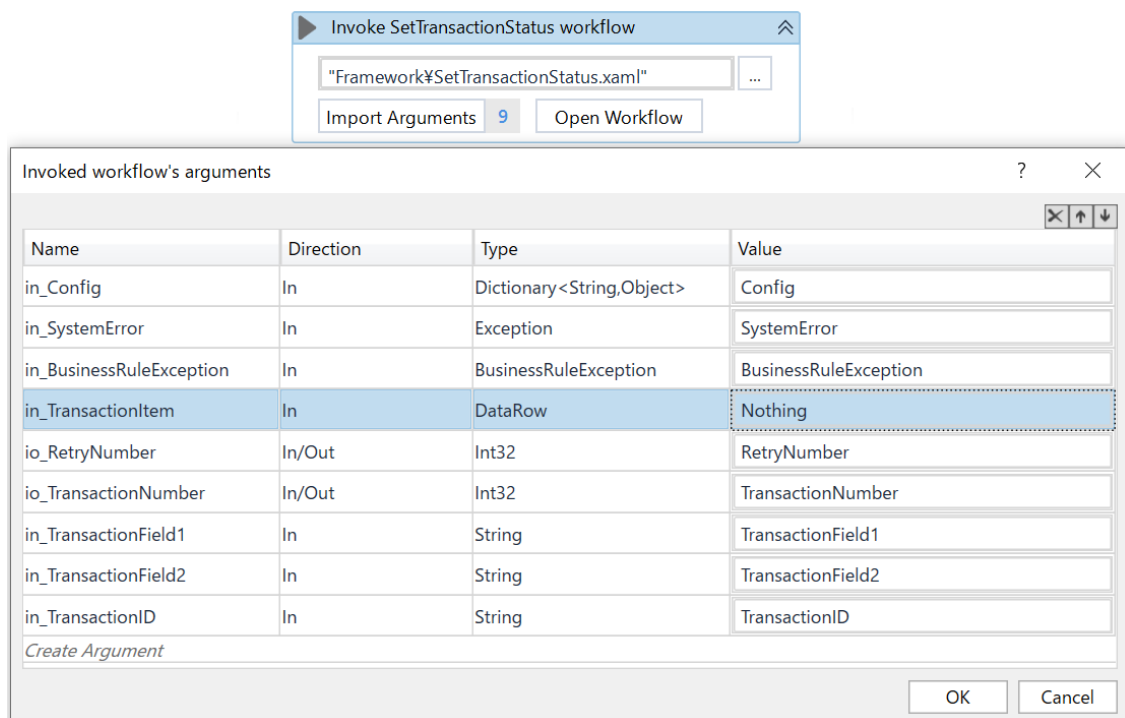 Invoke SetTransactionStatus workflow
"Framework¥SetTransactionStatus.xaml"
...
Import Arguments 9 Open Workflow
Invoked workflow's arguments ?
Name Direction Type Value
in_Config In Dictionary<String,Object> Config
in_SystemError In Exception SystemError
in_BusinessRuleException In BusinessRuleException BusinessRuleException
in_TransactionItem In DataRow Nothing
io_RetryNumber In/Out Int32 RetryNumber
io_TransactionNumber In/Out Int32 TransactionNumber
in_TransactionField1 In String TransactionField1
in_TransactionField2 In String TransactionField2
in_TransactionID In String TransactionID
Create Argument
OK Cancel